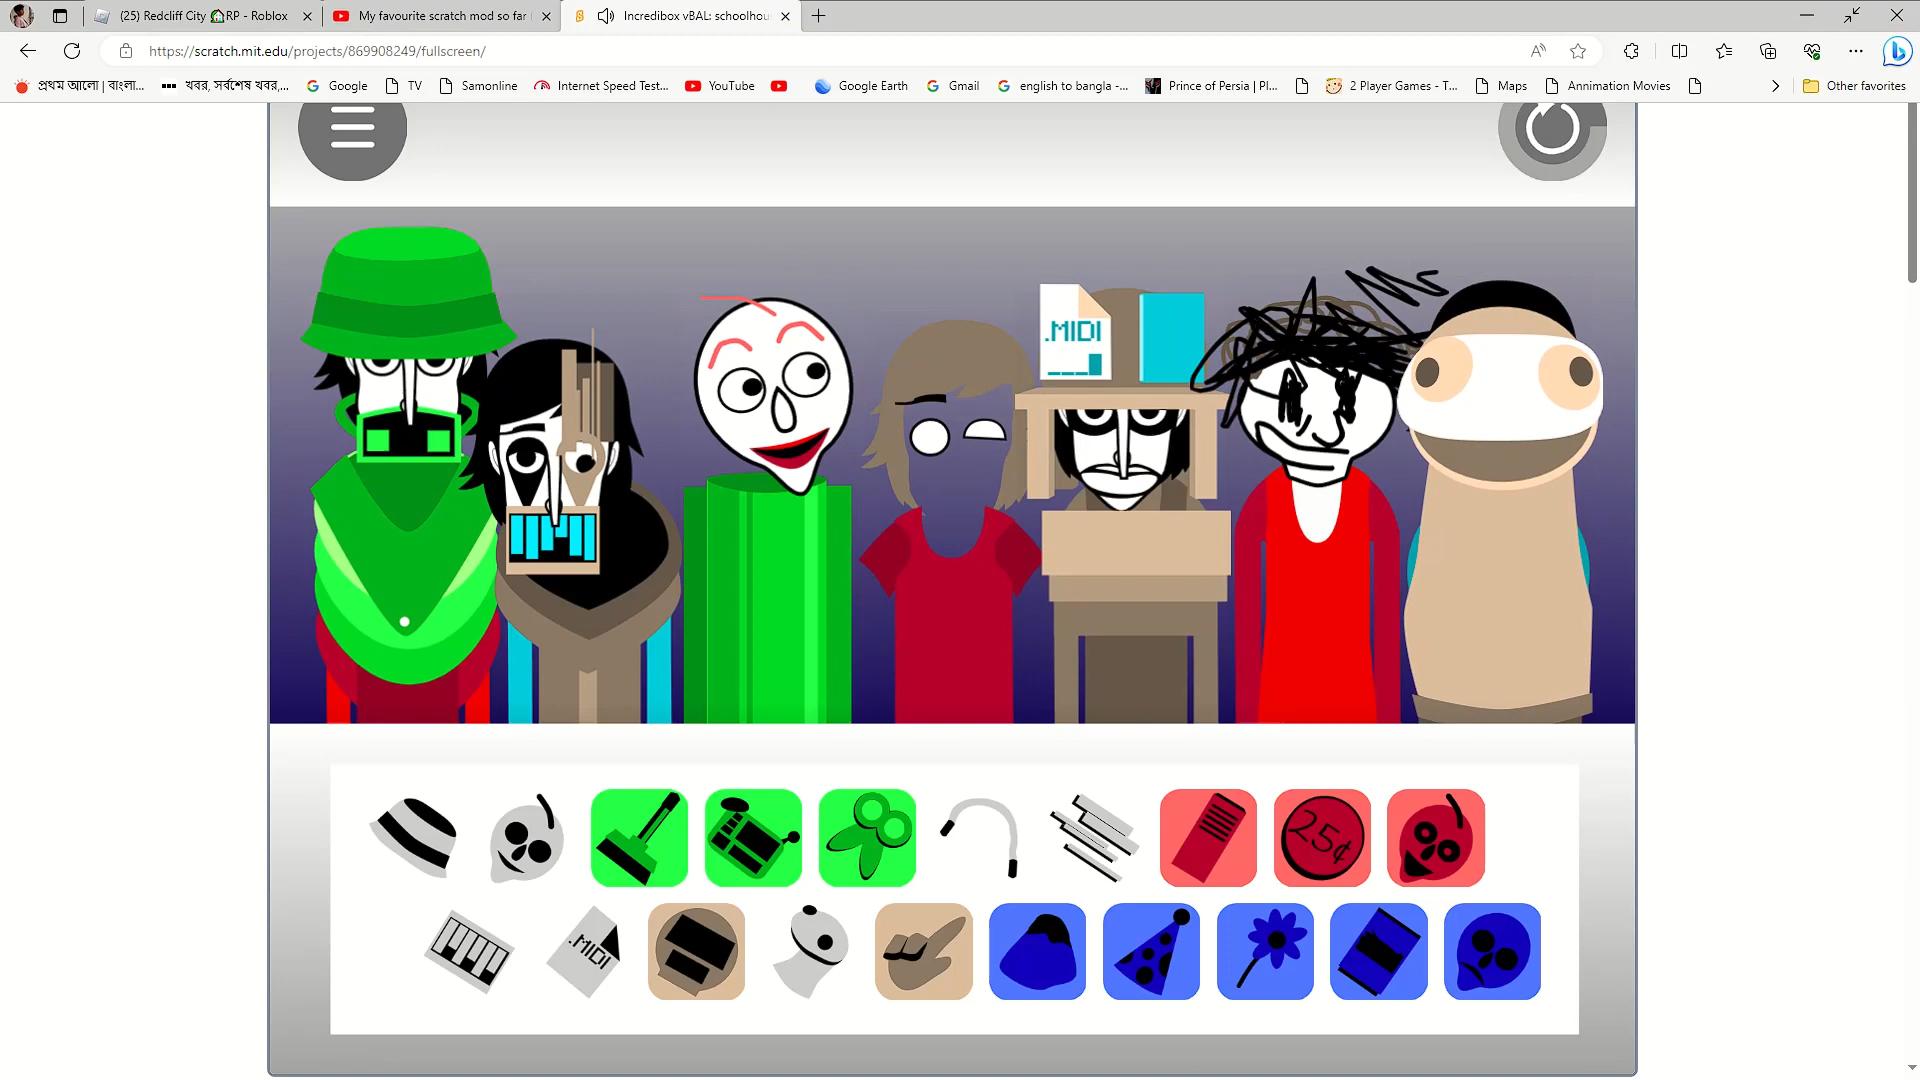 (25) Redcliff City 🏠RP - Roblox
My favourite scratch mod so far
Incredibox vBAL: schoolhou
https://scratch.mit.edu/projects/869908249/fullscreen/
প্রথম আলো | বাংলা...
খবর, সর্বশেষ খবর,...
Google
TV
Samonline
Internet Speed Test...
YouTube
Google Earth
Gmail
english to bangla -...
Prince of Persia | Pl...
2 Player Games - T...
Maps
Annimation Movies
Other favorites
.MIDI
25¢
.MIDI